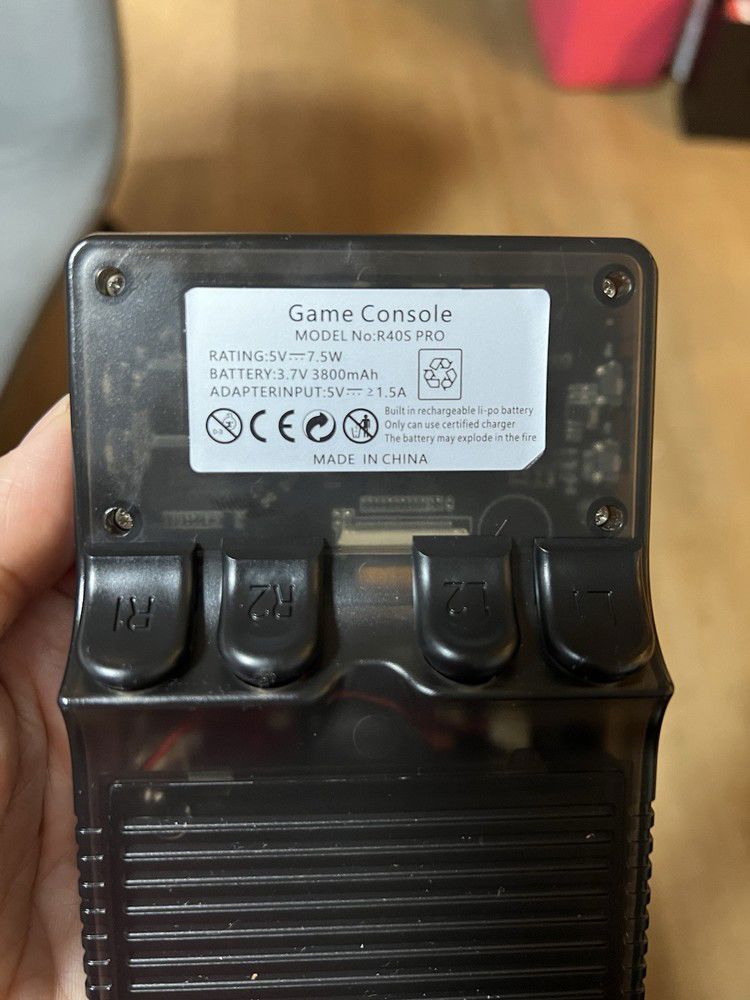 Game Console
MODEL No:R40S PRO
RATING:5V⎓7.5W
BATTERY:3.7V 3800mAh
ADAPTERINPUT:5V⎓≥1.5A
CE
Built in rechargeable li-po battery
Only can use certified charger
The battery may explode in the fire
MADE IN CHINA
R1 R2 L2 L1